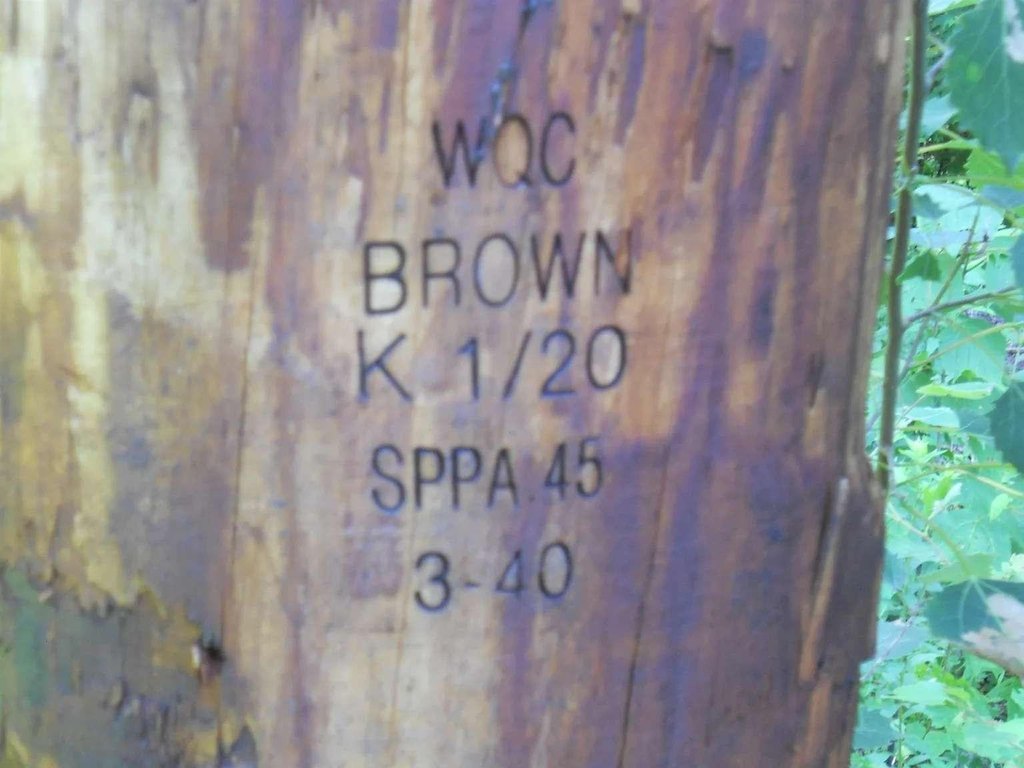 WQC
BROWN
K 1/20
SPPA.45
3-40